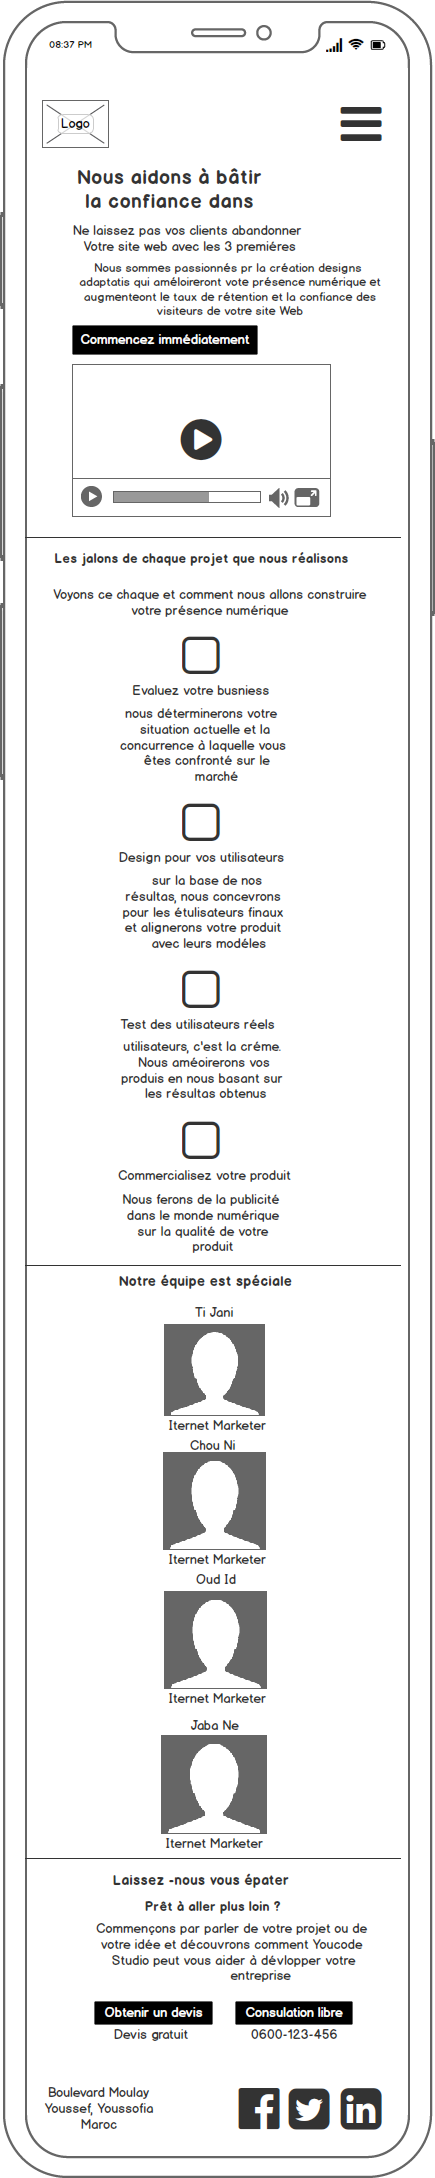 08:37 PM
Logo
Nous aidons à bâtir
la confiance dans
Ne laissez pas vos clients abandonner
Votre site web avec les 3 premiéres
Nous sommes passionnés pr la création designs
adaptatis qui améloireront vote présence numérique et
augmenteont le taux de rétention et la confiance des
visiteurs de votre site Web
Commencez immédiatement
Les jalons de chaque projet que nous réalisons
Voyons ce chaque et comment nous allons construire
votre présence numérique
Evaluez votre busniess
nous déterminerons votre
situation actuelle et la
concurrence à laquelle vous
êtes confronté sur le
marché
Design pour vos utilisateurs
sur la base de nos
résultas, nous concevrons
pour les étulisateurs finaux
et alignerons votre produit
avec leurs modéles
Test des utilisateurs réels
utilisateurs, c'est la créme.
Nous améoirerons vos
produis en nous basant sur
les résultas obtenus
Commercialisez votre produit
Nous ferons de la publicité
dans le monde numérique
sur la qualité de votre
produit
Notre équipe est spéciale
Ti Jani
Iternet Marketer
Chou Ni
Iternet Marketer
Oud Id
Iternet Marketer
Jaba Ne
Iternet Marketer
Laissez -nous vous épater
Prêt à aller plus loin ?
Commençons par parler de votre projet ou de
votre idée et découvrons comment Youcode
Studio peut vous aider à dévlopper votre
entreprise
Obtenir un devis
Consulation libre
Devis gratuit
0600-123-456
Boulevard Moulay
Youssef, Youssofia
Maroc